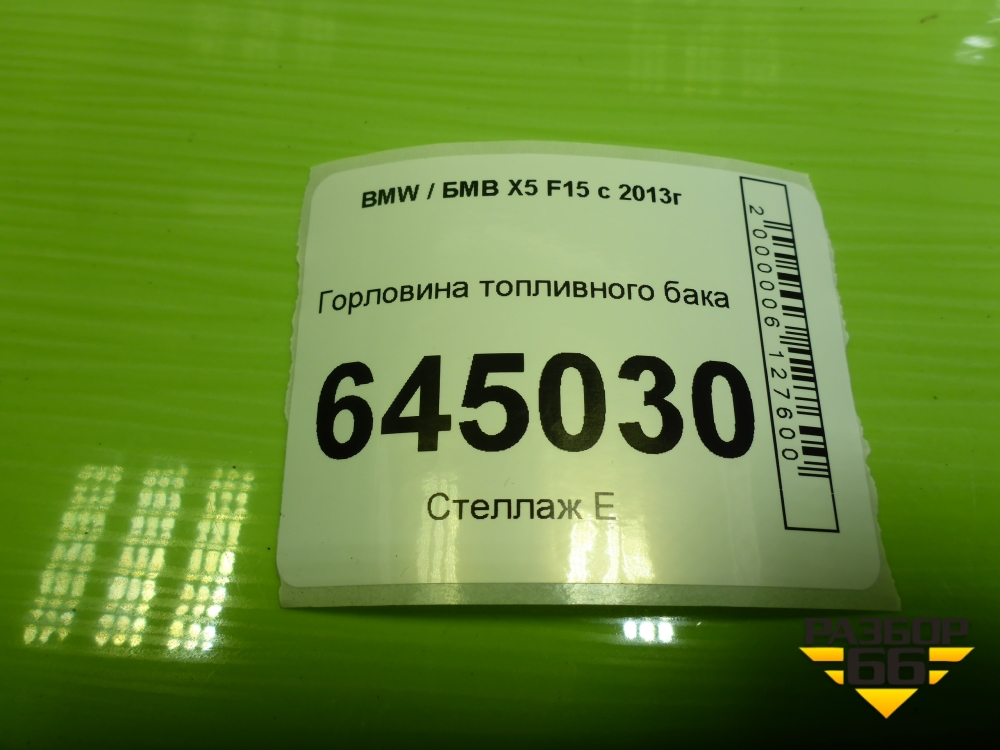 BMW / БМВ X5 F15 с 2013г
Горловина топливного бака
645030
Стеллаж Е
2000006127600
РАЗБОР
66